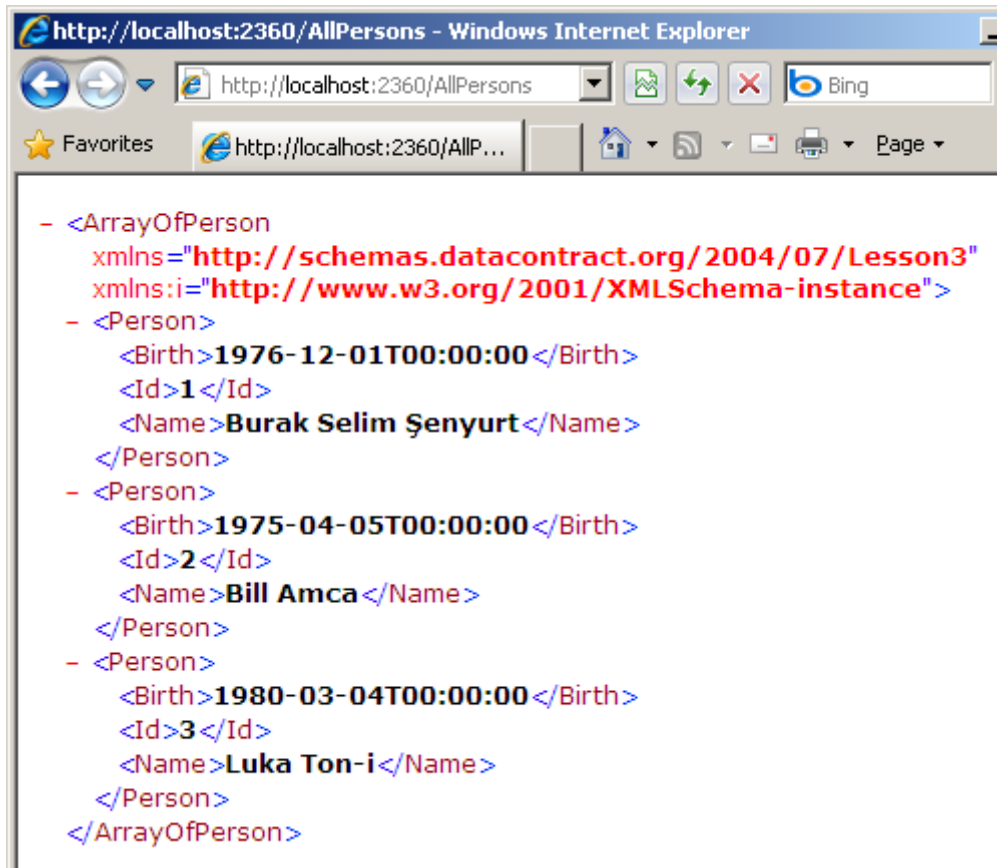 http://localhost:2360/AllPersons - Windows Internet Explorer
http://localhost:2360/AllPersons Bing
Favorites http://localhost:2360/AllP... Page
- <ArrayOfPerson
xmlns="http://schemas.datacontract.org/2004/07/Lesson3"
xmlns:i="http://www.w3.org/2001/XMLSchema-instance">
- <Person>
<Birth>1976-12-01T00:00:00</Birth>
<Id>1</Id>
<Name>Burak Selim Şenyurt</Name>
</Person>
- <Person>
<Birth>1975-04-05T00:00:00</Birth>
<Id>2</Id>
<Name>Bill Amca</Name>
</Person>
- <Person>
<Birth>1980-03-04T00:00:00</Birth>
<Id>3</Id>
<Name>Luka Ton-i</Name>
</Person>
</ArrayOfPerson>